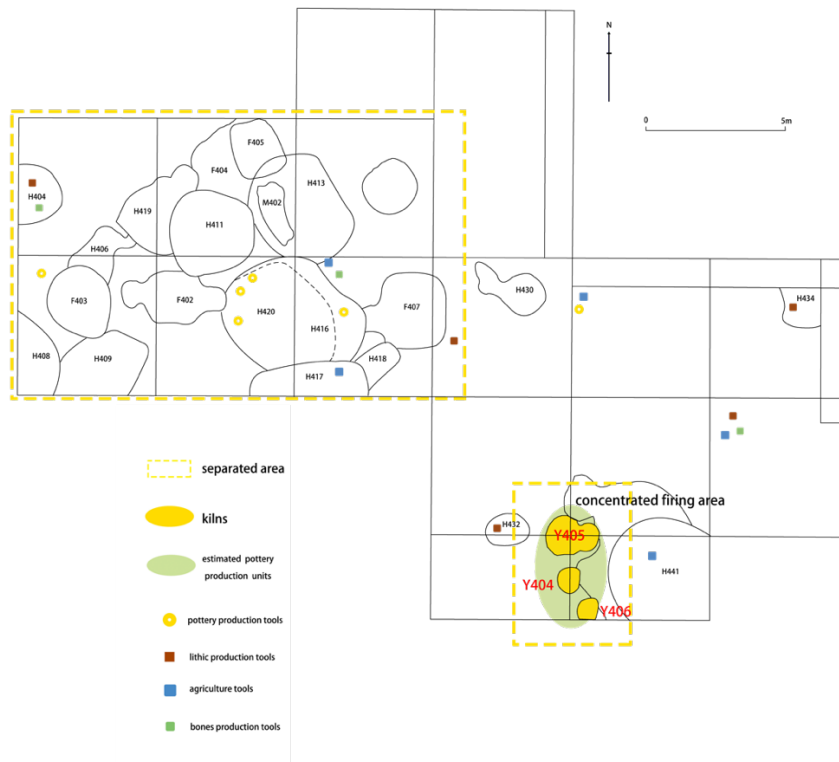 N
0 5m
F405
F404
H413
H404
M402
H419
H411
H406
F403
F402
H420
H416
F407
H430
H434
H408
H409
H418
H417
separated area
kilns
estimated pottery
production units
pottery production tools
lithic production tools
agriculture tools
bones production tools
concentrated firing area
H432
Y405
H441
Y404
Y406